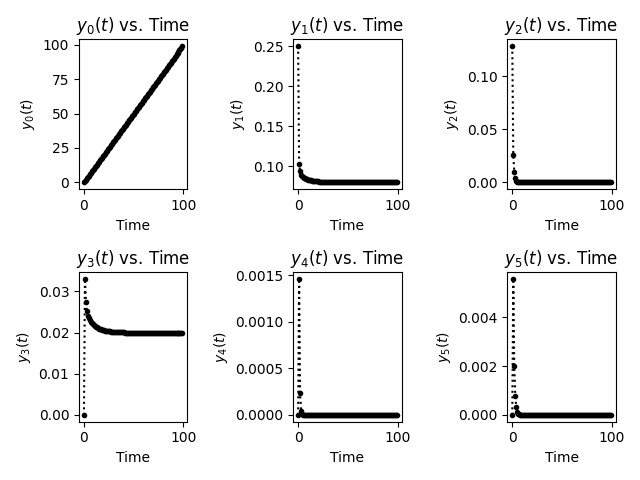 y₀(t) vs. Time
y₁(t) vs. Time
y₂(t) vs. Time
100
75
50
25
0
y₀(t)
0
100
Time
0.25
0.20
0.15
0.10
y₁(t)
0
100
Time
0.10
0.05
0.00
y₂(t)
0
100
Time
y₃(t) vs. Time
y₄(t) vs. Time
y₅(t) vs. Time
0.03
0.02
0.01
0.00
y₃(t)
0
100
Time
0.0015
0.0010
0.0005
0.0000
y₄(t)
0
100
Time
0.004
0.002
0.000
y₅(t)
0
100
Time